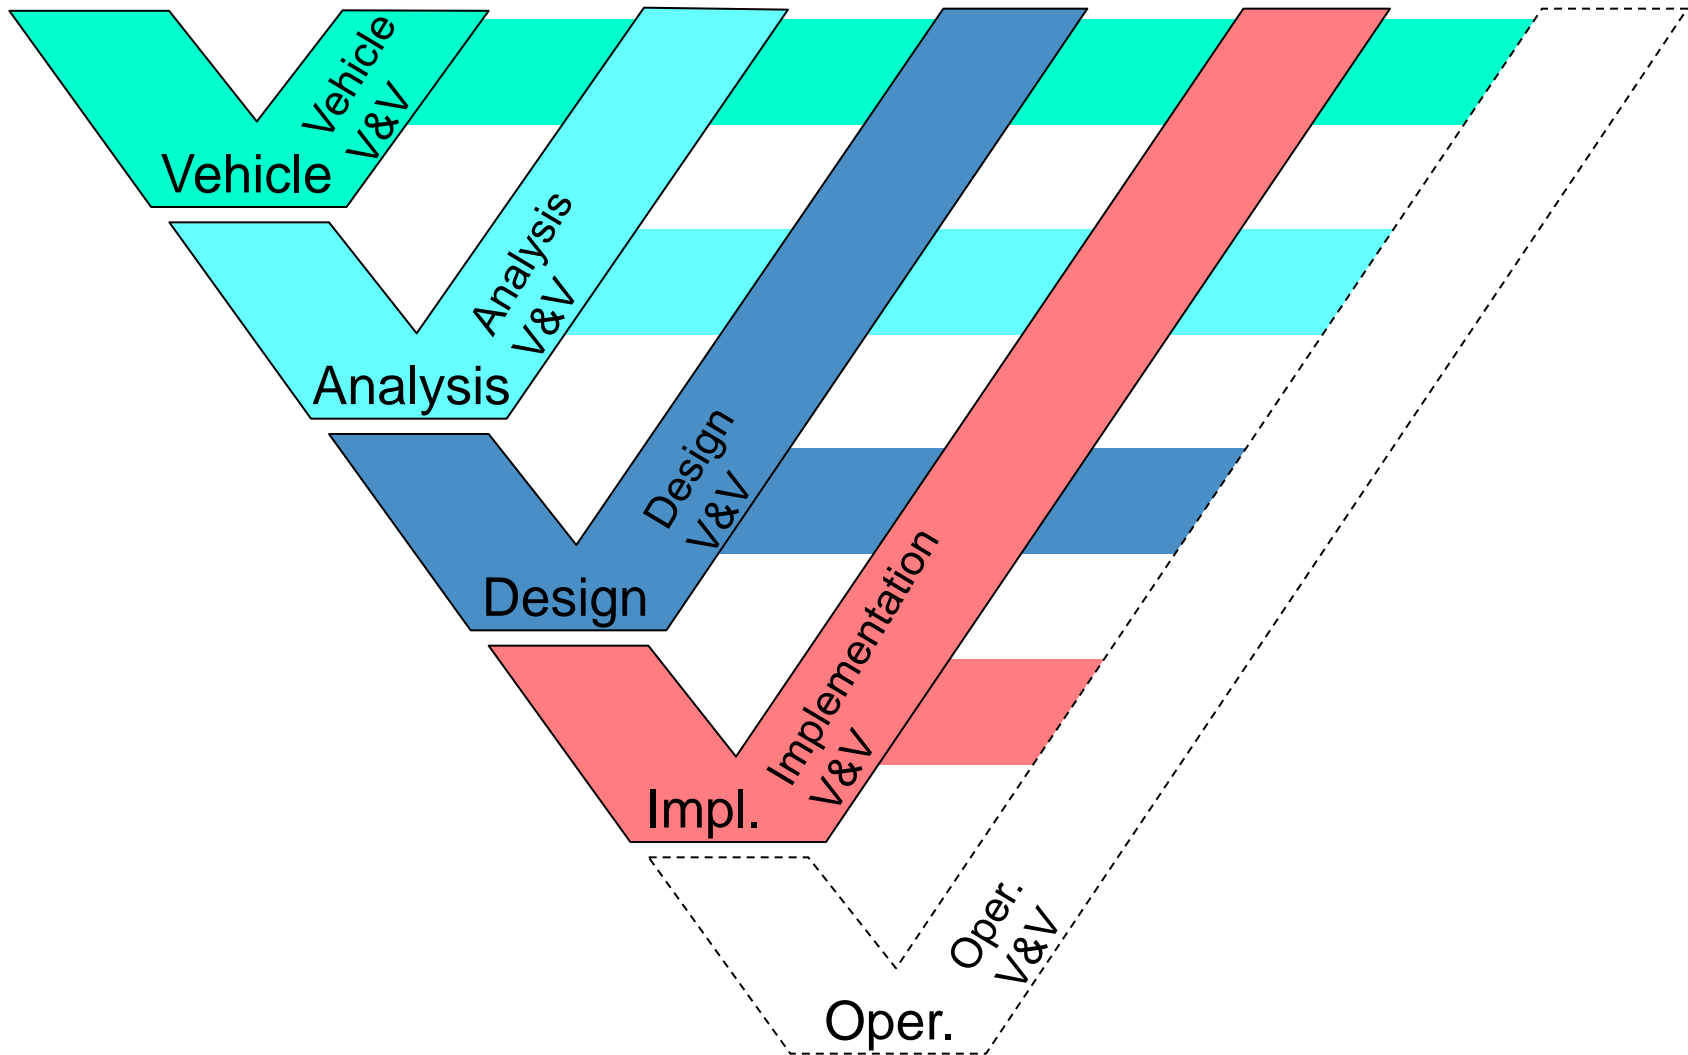 Vehicle
V&V
Vehicle
Analysis
V&V
Analysis
Design
V&V
Design
Implementation
V&V
Impl.
Oper.
V&V
Oper.